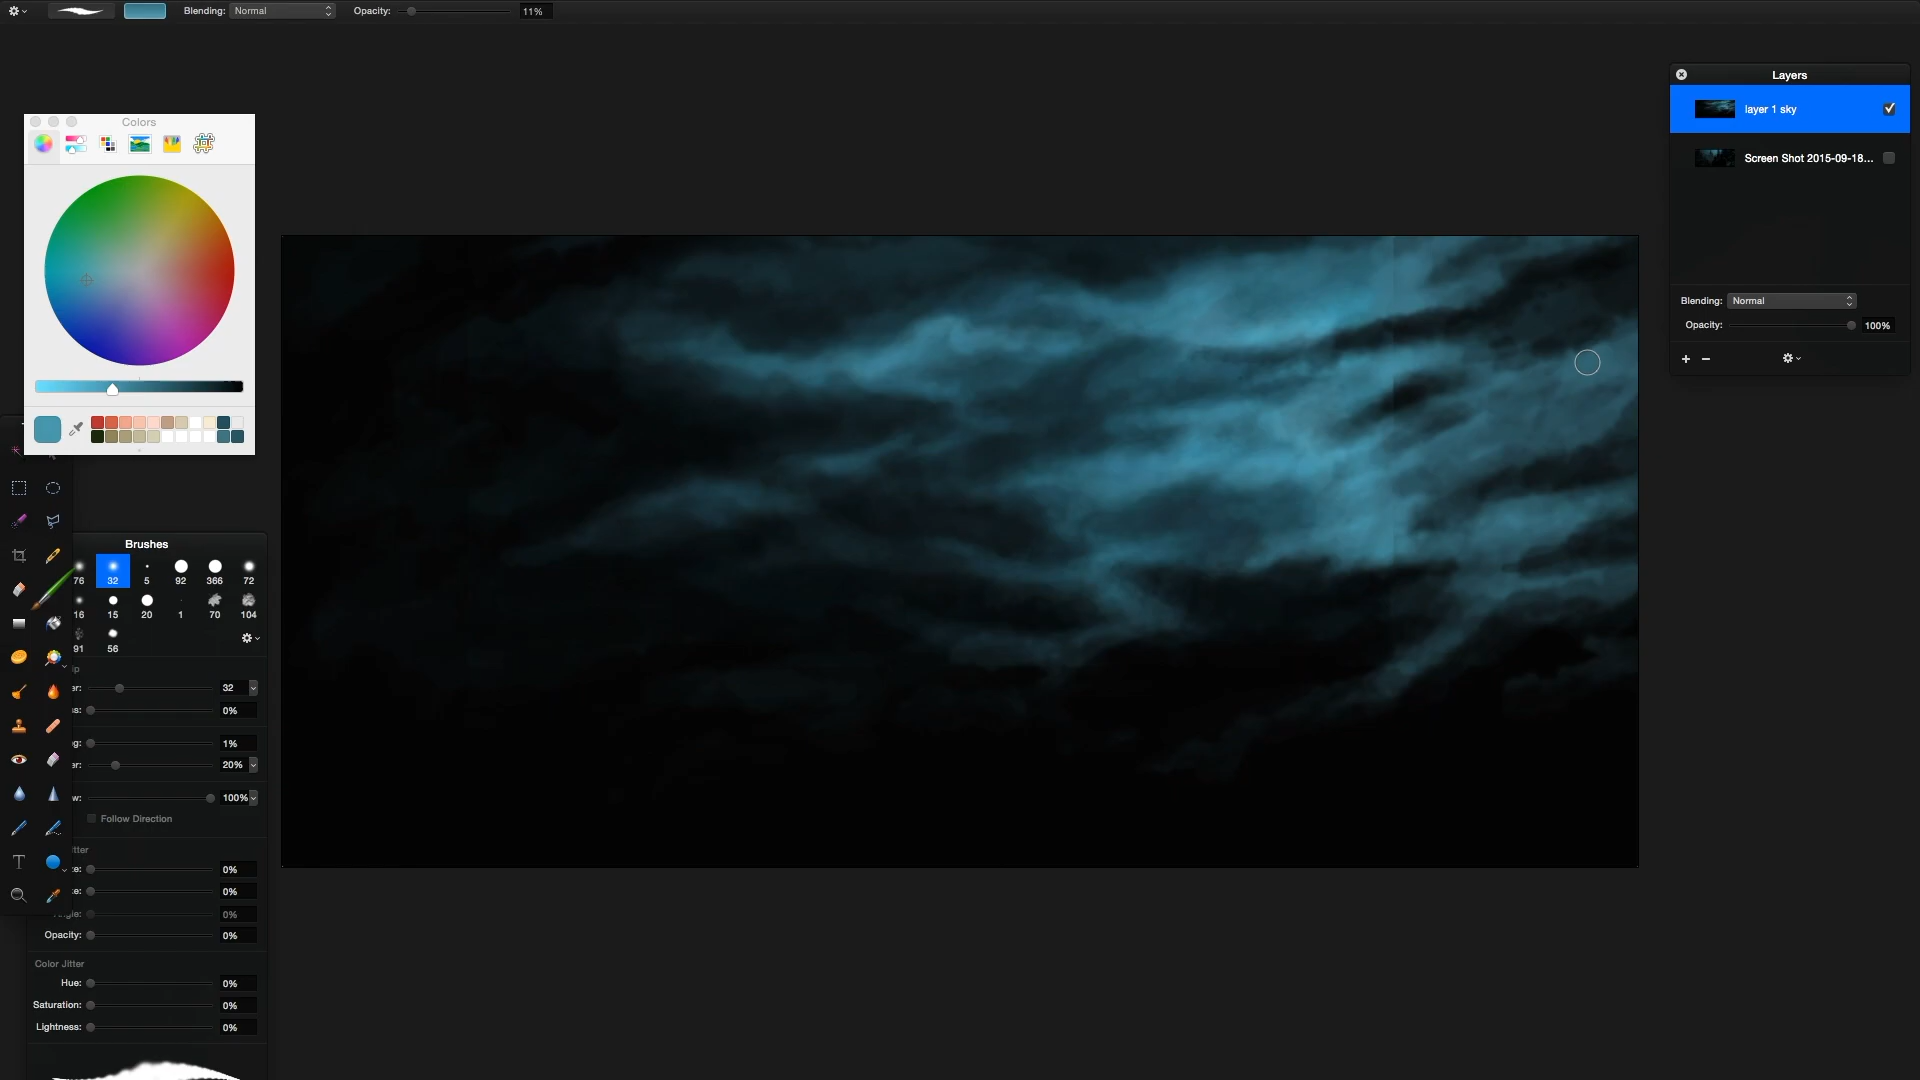 Blending: Normal Opacity: 11%
Layers
Colors
layer 1 sky
Screen Shot 2015-09-18...
Blending: Normal
Opacity: 100%
Brushes
76 32 5 92 366 72
16 15 20 1 70 104
91 56
32
0%
1%
20%
100%
Follow Direction
0%
0%
0%
Opacity: 0%
Color Jitter
Hue: 0%
Saturation: 0%
Lightness: 0%
T